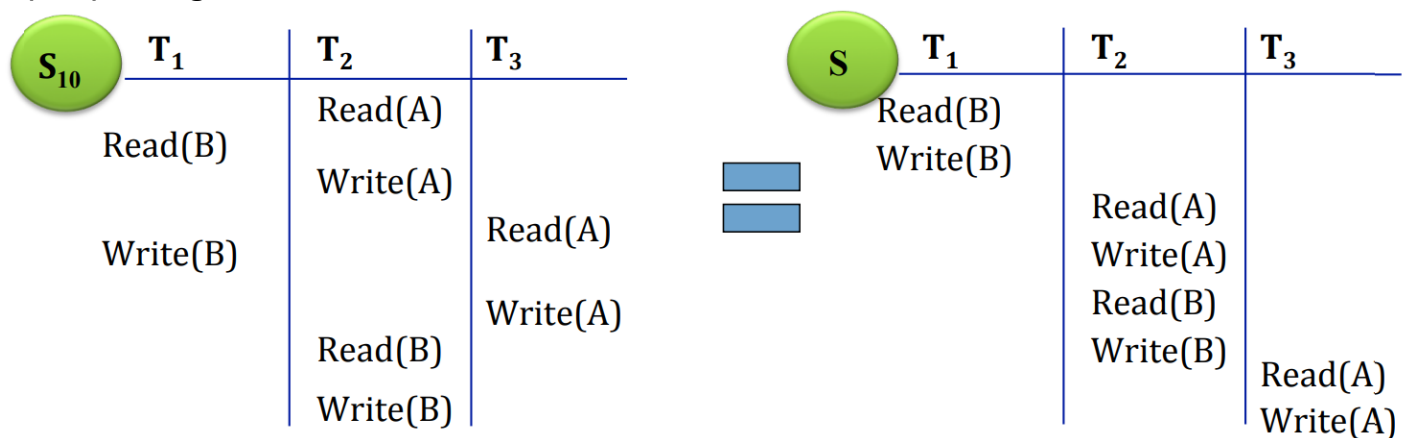 S10 T1 T2 T3
Read(A)
Read(B)
Write(A)
Read(A)
Write(B)
Write(A)
Read(B)
Write(B)
S T1 T2 T3
Read(B)
Write(B)
Read(A)
Write(A)
Read(B)
Write(B)
Read(A)
Write(A)